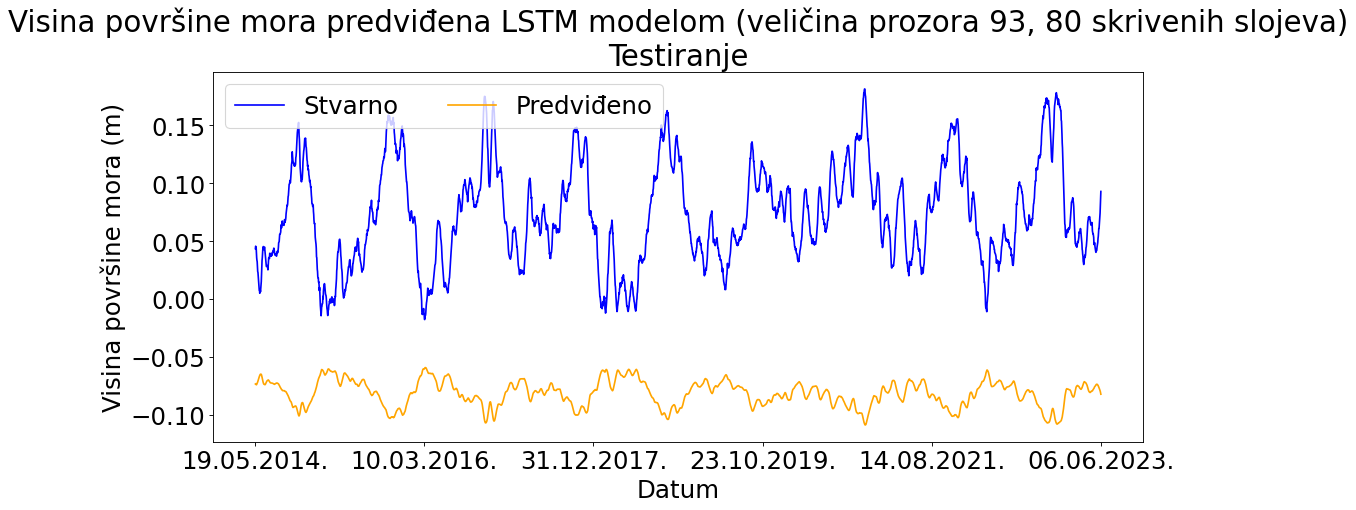 Visina površine mora predviđena LSTM modelom (veličina prozora 93, 80 skrivenih slojeva)
Testiranje
Stvarno Predviđeno
Visina površine mora (m)
0.15
0.10
0.05
0.00
−0.05
−0.10
19.05.2014. 10.03.2016. 31.12.2017. 23.10.2019. 14.08.2021. 06.06.2023.
Datum